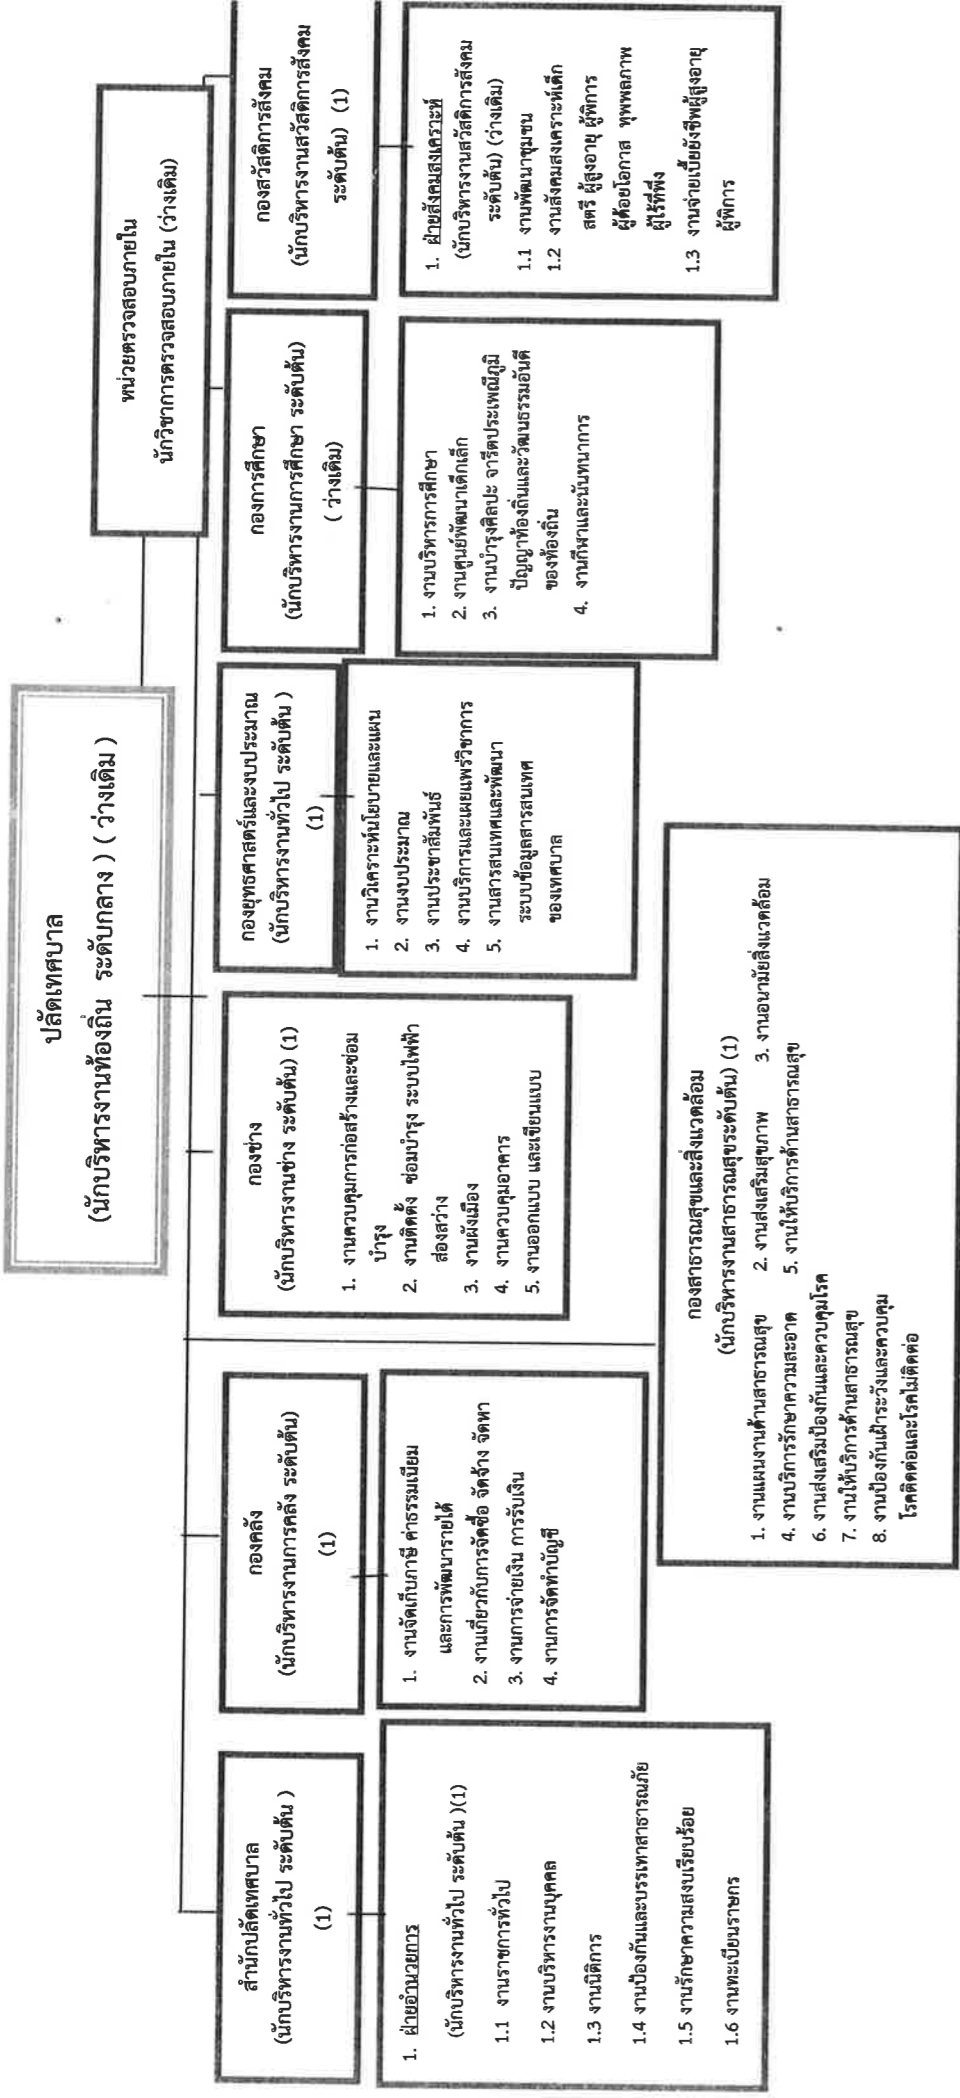 ปลัดเทศบาล
(นักบริหารงานท้องถิ่น ระดับกลาง ) ( ว่างเดิม )
หน่วยตรวจสอบภายใน
นักวิชาการตรวจสอบภายใน (ว่างเดิม)
สำนักปลัดเทศบาล
(นักบริหารงานทั่วไป ระดับต้น )
(1)
1. ฝ่ายอำนวยการ
(นักบริหารงานทั่วไป ระดับต้น )(1)
1.1 งานราชการทั่วไป
1.2 งานบริหารงานบุคคล
1.3 งานนิติการ
1.4 งานป้องกันและบรรเทาสาธารณภัย
1.5 งานรักษาความสงบเรียบร้อย
1.6 งานทะเบียนราษฎร
กองคลัง
(นักบริหารงานการคลัง ระดับต้น)
(1)
1. งานจัดเก็บภาษี ค่าธรรมเนียม
และการพัฒนารายได้
2. งานเกี่ยวกับการจัดซื้อ จัดจ้าง จัดหา
3. งานการจ่ายเงิน การรับเงิน
4. งานการจัดทำบัญชี
กองช่าง
(นักบริหารงานช่าง ระดับต้น) (1)
1. งานควบคุมการก่อสร้างและซ่อม
บำรุง
2. งานติดตั้ง ซ่อมบำรุง ระบบไฟฟ้า
ส่องสว่าง
3. งานผังเมือง
4. งานควบคุมอาคาร
5. งานออกแบบ และเขียนแบบ
กองสาธารณสุขและสิ่งแวดล้อม
(นักบริหารงานสาธารณสุขระดับต้น) (1)
1. งานแผนงานด้านสาธารณสุข 2. งานส่งเสริมสุขภาพ 3. งานอนามัยสิ่งแวดล้อม
4. งานบริการรักษาความสะอาด 5. งานให้บริการด้านสาธารณสุข
6. งานส่งเสริมป้องกันและควบคุมโรค
7. งานให้บริการด้านสาธารณสุข
8. งานป้องกันเฝ้าระวังและควบคุม
โรคติดต่อและโรคไม่ติดต่อ
กองยุทธศาสตร์และงบประมาณ
(นักบริหารงานทั่วไป ระดับต้น )
(1)
1. งานวิเคราะห์นโยบายและแผน
2. งานงบประมาณ
3. งานประชาสัมพันธ์
4. งานบริการและเผยแพร่วิชาการ
5. งานสารสนเทศและพัฒนา
ระบบข้อมูลสารสนเทศ
ของเทศบาล
กองการศึกษา
(นักบริหารงานการศึกษา ระดับต้น)
( ว่างเดิม)
1. งานบริหารการศึกษา
2. งานศูนย์พัฒนาเด็กเล็ก
3. งานบำรุงศิลปะ จารีตประเพณีภูมิ
ปัญญาท้องถิ่นและวัฒนธรรมอันดี
ของท้องถิ่น
4. งานกีฬาและนันทนาการ
กองสวัสดิการสังคม
(นักบริหารงานสวัสดิการสังคม
ระดับต้น) (1)
1. ฝ่ายสังคมสงเคราะห์
(นักบริหารงานสวัสดิการสังคม
ระดับต้น) (ว่างเดิม)
1.1 งานพัฒนาชุมชน
1.2 งานสังคมสงเคราะห์เด็ก
สตรี ผู้สูงอายุ ผู้พิการ
ผู้ด้อยโอกาส ทุพพลภาพ
ผู้ไร้ที่พึ่ง
1.3 งานจ่ายเบี้ยยังชีพผู้สูงอายุ
ผู้พิการ